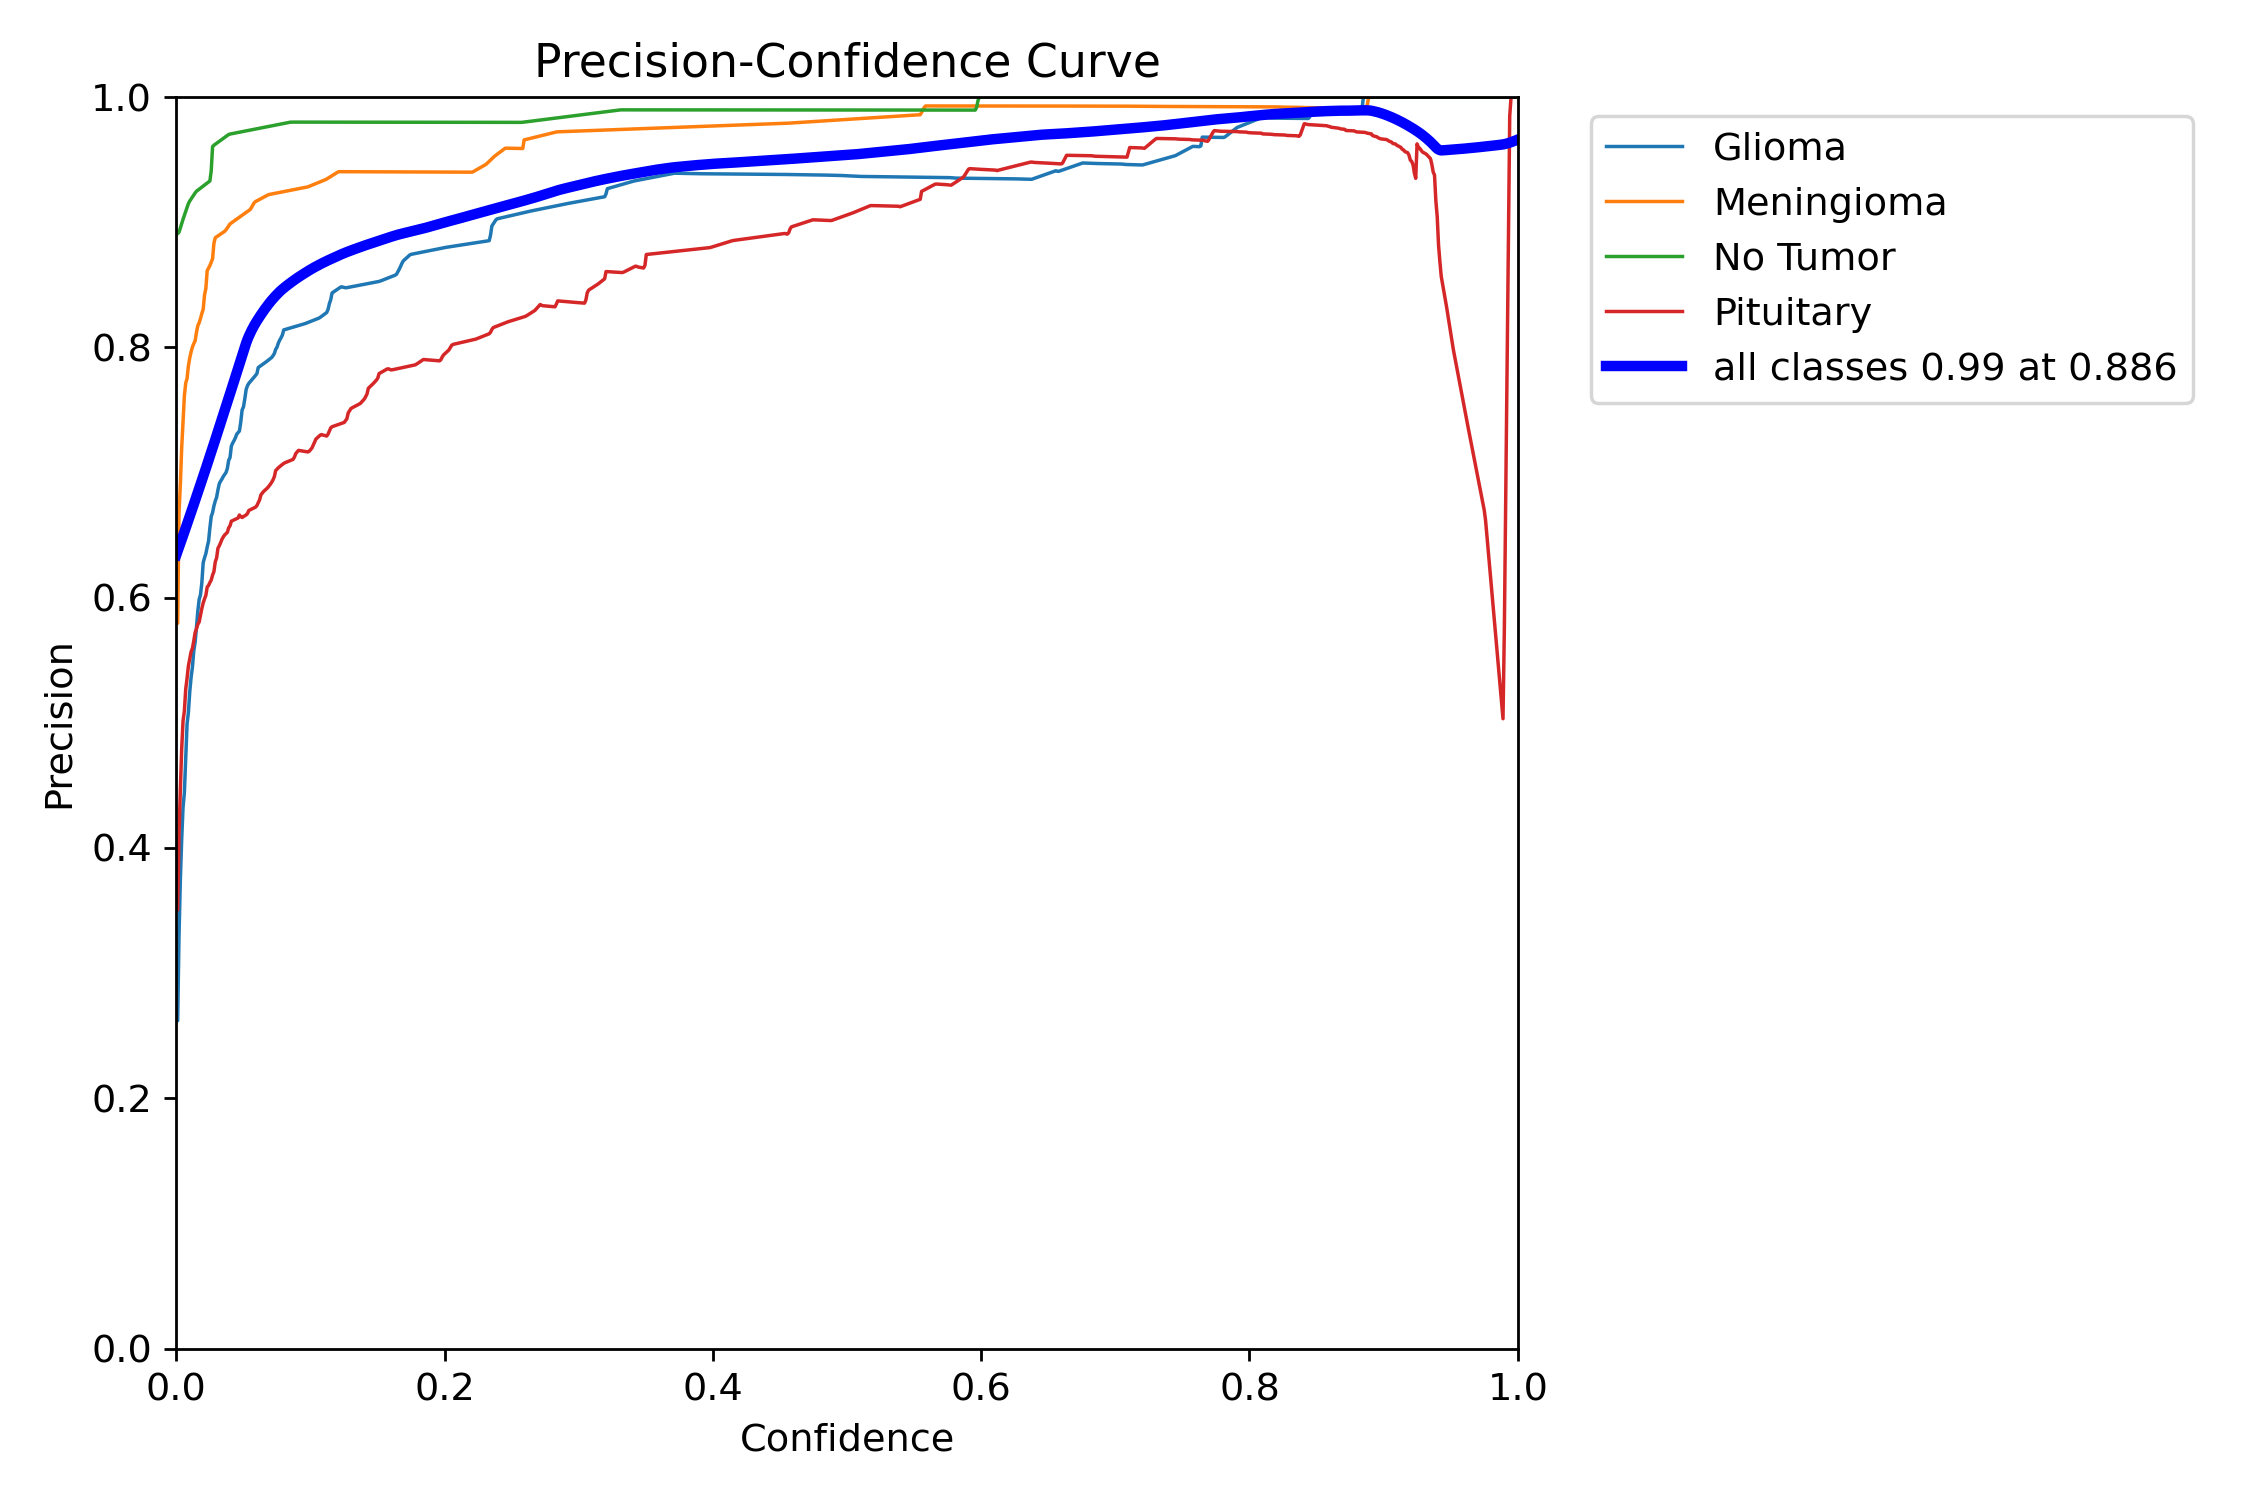 Precision-Confidence Curve
1.0
0.8
0.6
0.4
0.2
0.0
Precision
0.0 0.2 0.4 0.6 0.8 1.0
Confidence
Glioma
Meningioma
No Tumor
Pituitary
all classes 0.99 at 0.886